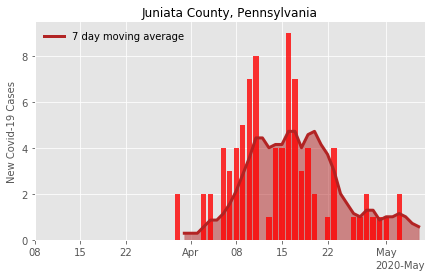 Juniata County, Pennsylvania
7 day moving average
New Covid-19 Cases
8
6
4
2
0
08 15 22 Apr 08 15 22 May
2020-May